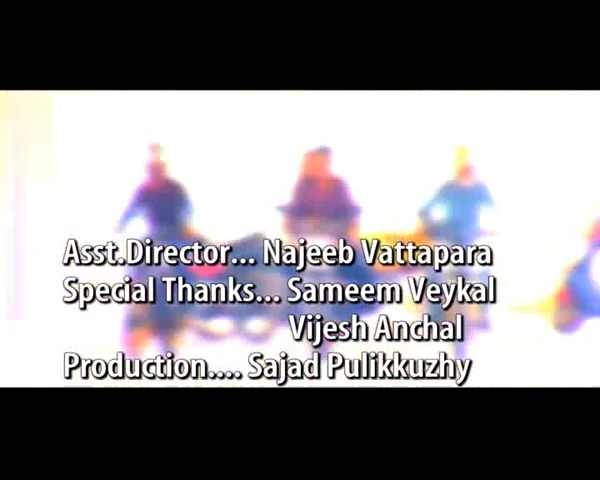 Asst.Director... Najeeb Vattapara
Special Thanks... Sameem Veykal
Vijesh Anchal
Production.... Sajad Pulikkuzhy